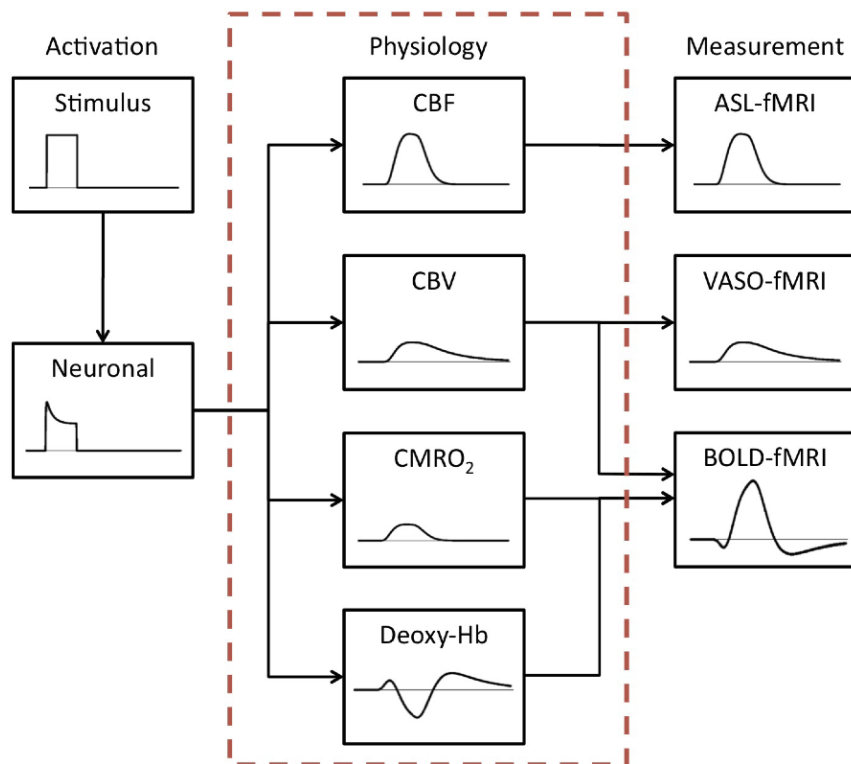 Activation
Physiology
Measurement
Stimulus
CBF
ASL-fMRI
CBV
VASO-fMRI
Neuronal
CMRO₂
BOLD-fMRI
Deoxy-Hb